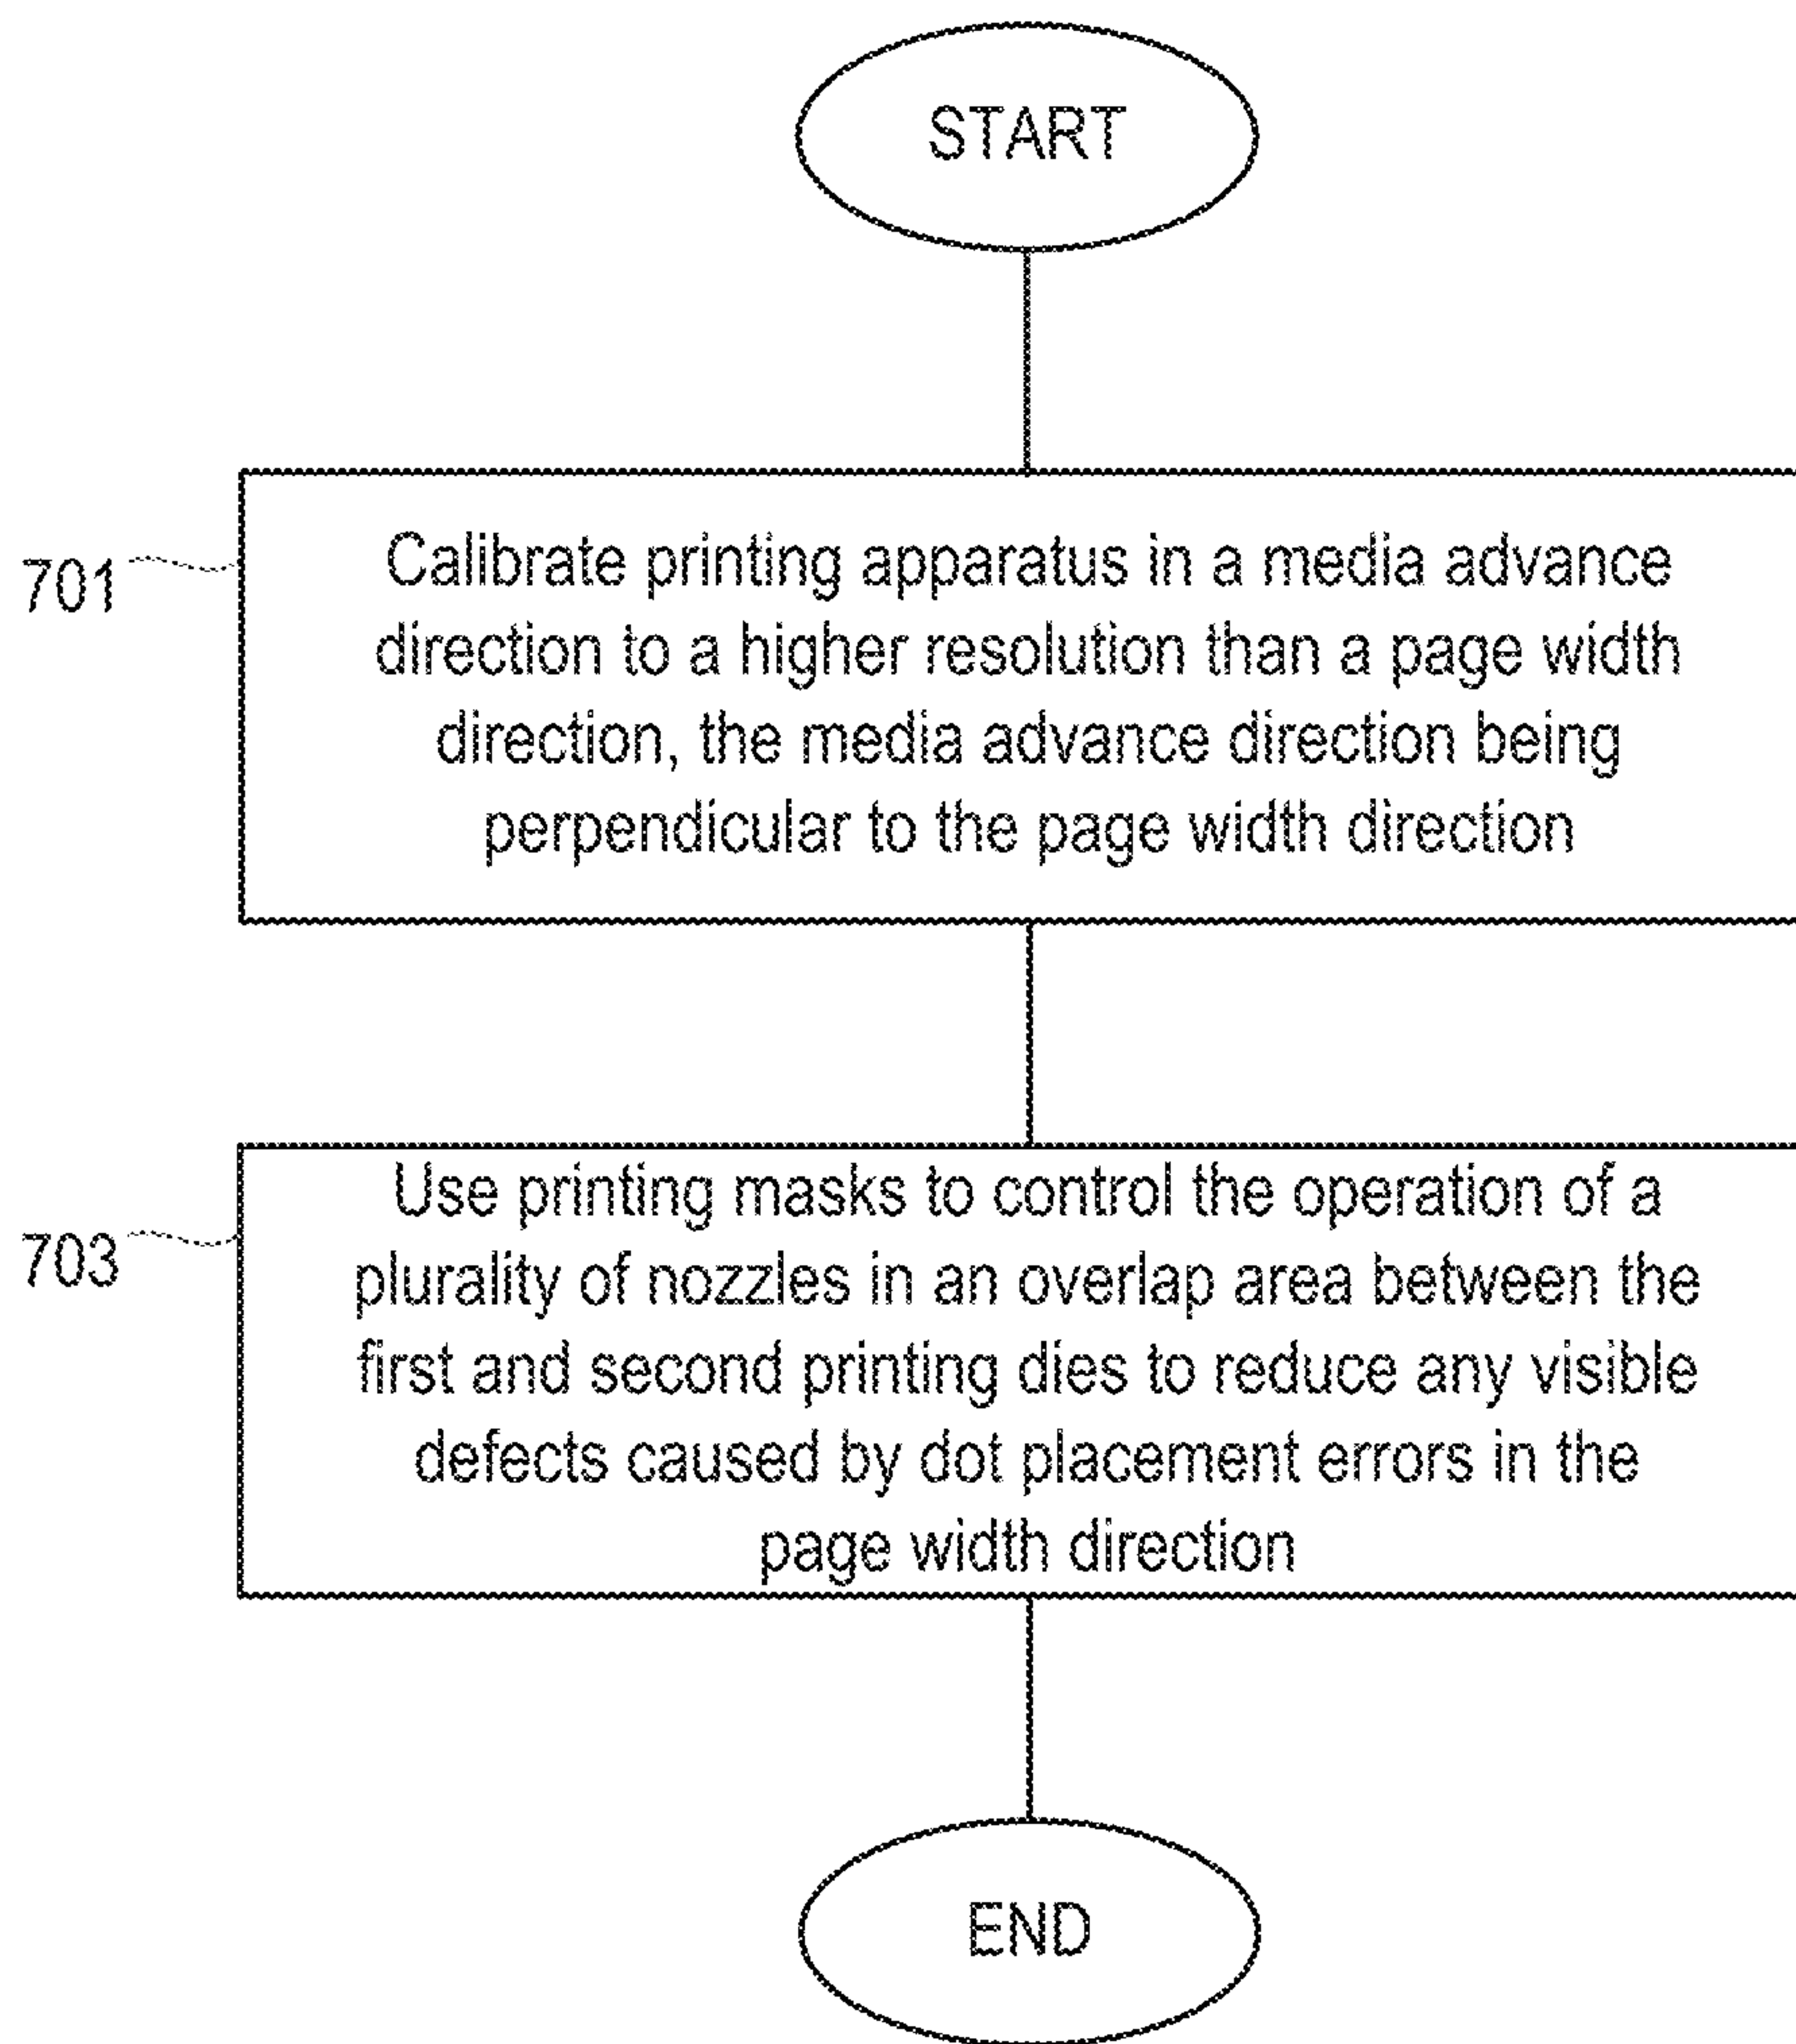 START
701
Calibrate printing apparatus in a media advance
direction to a higher resolution than a page width
direction, the media advance direction being
perpendicular to the page width direction
703
Use printing masks to control the operation of a
plurality of nozzles in an overlap area between the
first and second printing dies to reduce any visible
defects caused by dot placement errors in the
page width direction
END